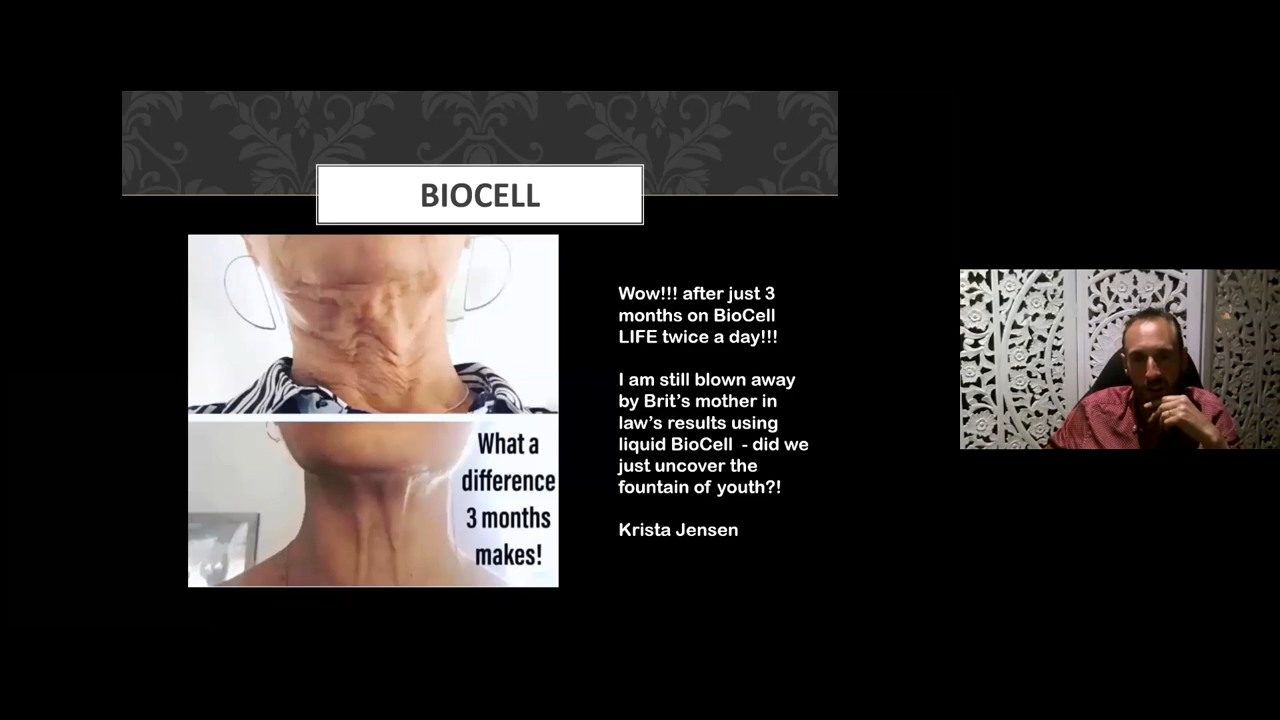 BIOCELL
What a
difference
3 months
makes!
Wow!!! after just 3
months on BioCell
LIFE twice a day!!!
I am still blown away
by Brit's mother in
law's results using
liquid BioCell - did we
just uncover the
fountain of youth?!
Krista Jensen